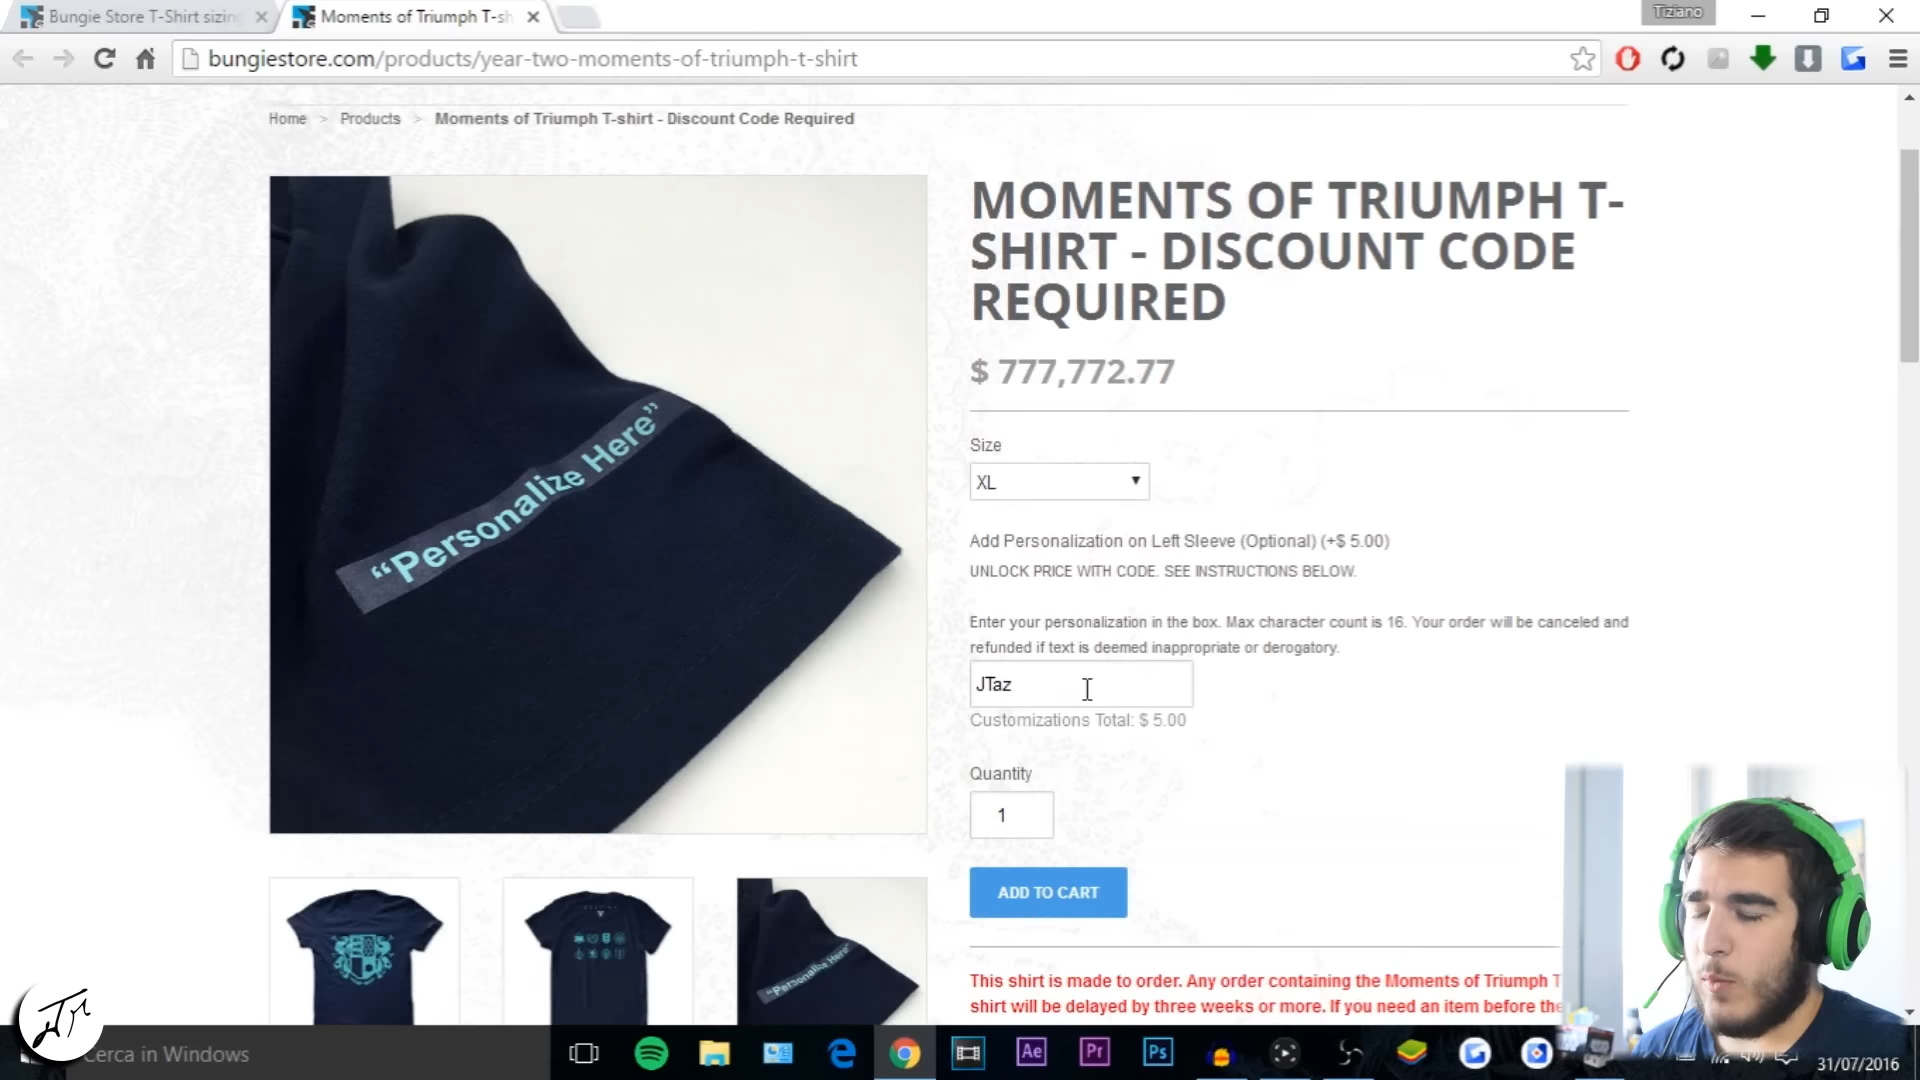 Bungie Store T-Shirt sizin
Moments of Triumph T-sh
Tiziano
bungiestore.com/products/year-two-moments-of-triumph-t-shirt
Home > Products > Moments of Triumph T-shirt - Discount Code Required
"Personalize Here"
MOMENTS OF TRIUMPH T-
SHIRT - DISCOUNT CODE
REQUIRED
$ 777,772.77
Size
XL
Add Personalization on Left Sleeve (Optional) (+$ 5.00)
UNLOCK PRICE WITH CODE. SEE INSTRUCTIONS BELOW.
Enter your personalization in the box. Max character count is 16. Your order will be canceled and
refunded if text is deemed inappropriate or derogatory.
JTaz
Customizations Total: $ 5.00
Quantity
1
ADD TO CART
"Personalize Here"
This shirt is made to order. Any order containing the Moments of Triumph T
shirt will be delayed by three weeks or more. If you need an item before the
Cerca in Windows
Ae
Pr
Ps
31/07/2016